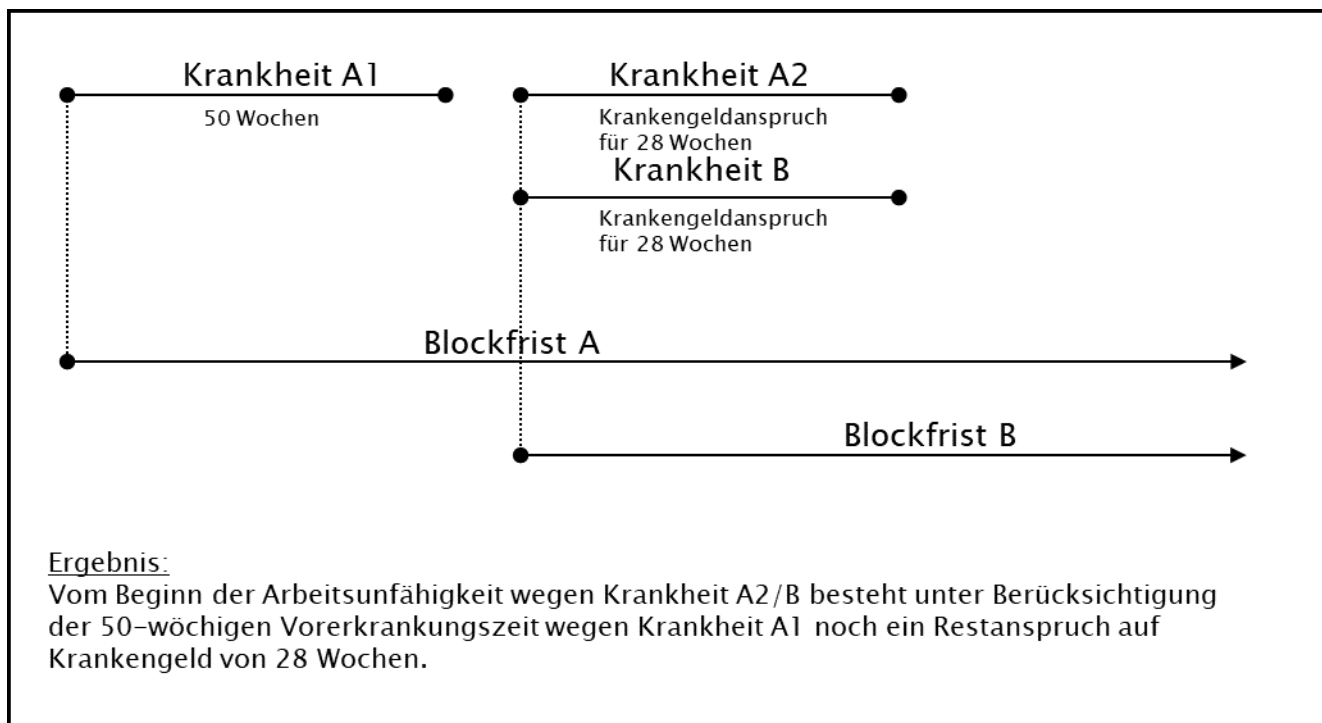 Krankheit A1
50 Wochen
Krankheit A2
Krankengeldanspruch
für 28 Wochen
Krankheit B
Krankengeldanspruch
für 28 Wochen
Blockfrist A
Blockfrist B
Ergebnis:
Vom Beginn der Arbeitsunfähigkeit wegen Krankheit A2/B besteht unter Berücksichtigung
der 50-wöchigen Vorerkrankungszeit wegen Krankheit A1 noch ein Restanspruch auf
Krankengeld von 28 Wochen.